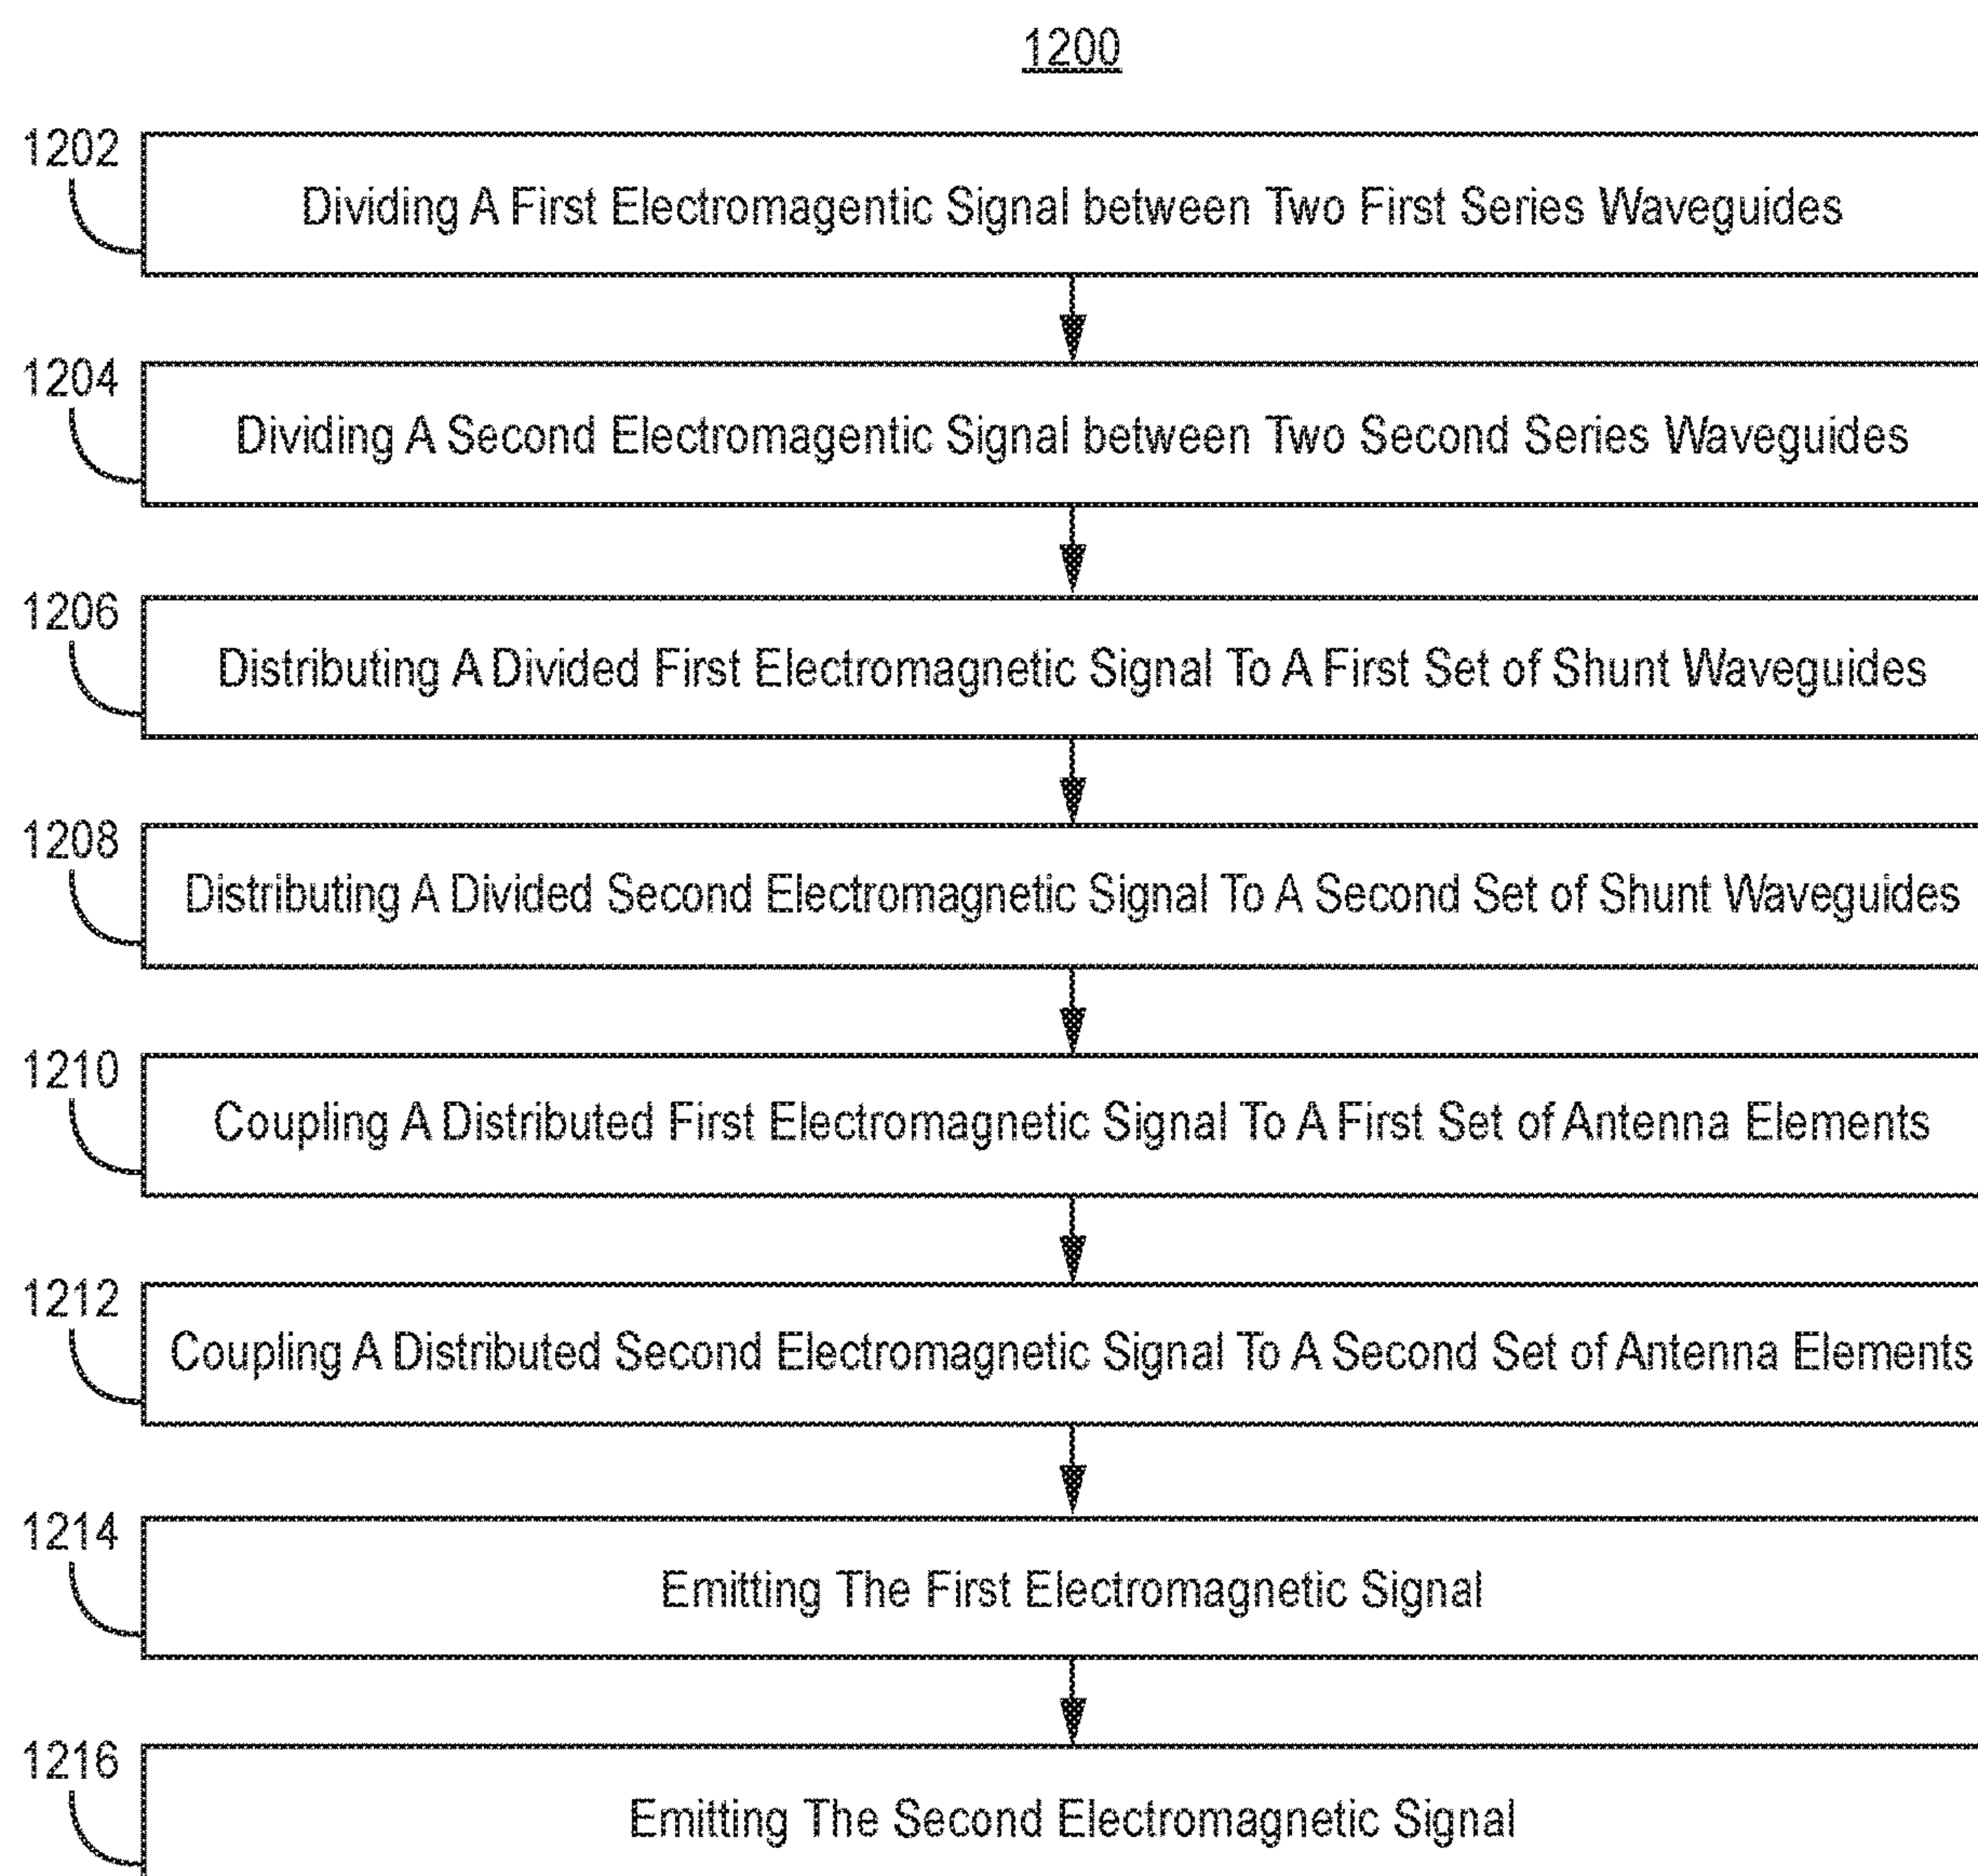 1200
1202
Dividing A First Electromagentic Signal between Two First Series Waveguides
1204
Dividing A Second Electromagentic Signal between Two Second Series Waveguides
1206
Distributing A Divided First Electromagnetic Signal To A First Set of Shunt Waveguides
1208
Distributing A Divided Second Electromagnetic Signal To A Second Set of Shunt Waveguides
1210
Coupling A Distributed First Electromagnetic Signal To A First Set of Antenna Elements
1212
Coupling A Distributed Second Electromagnetic Signal To A Second Set of Antenna Elements
1214
Emitting The First Electromagnetic Signal
1216
Emitting The Second Electromagnetic Signal